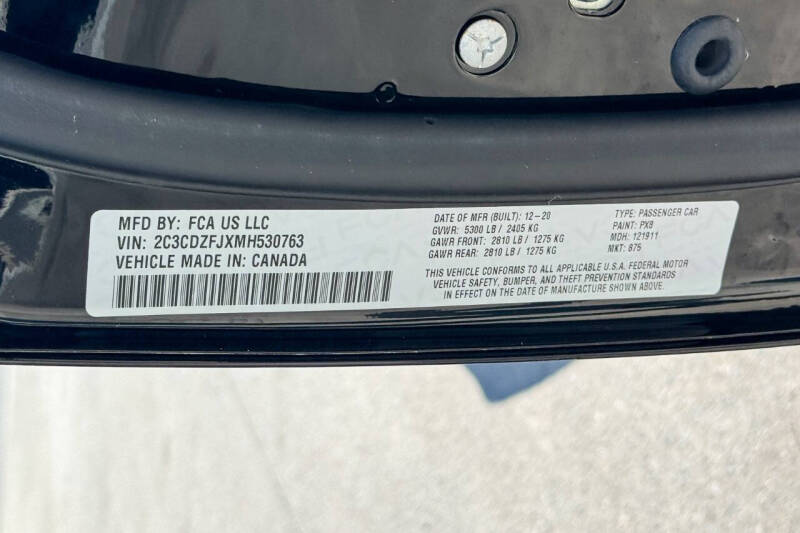 MFD BY: FCA US LLC
VIN: 2C3CDZFJXMH530763
VEHICLE MADE IN: CANADA
DATE OF MFR (BUILT): 12-20
GVWR: 5300 LB / 2405 KG
GAWR FRONT: 2810 LB / 1275 KG
GAWR REAR: 2810 LB / 1275 KG
TYPE: PASSENGER CAR
PAINT: PX8
MDH: 121911
MKT: 875
THIS VEHICLE CONFORMS TO ALL APPLICABLE U.S.A. FEDERAL MOTOR
VEHICLE SAFETY, BUMPER, AND THEFT PREVENTION STANDARDS
IN EFFECT ON THE DATE OF MANUFACTURE SHOWN ABOVE.